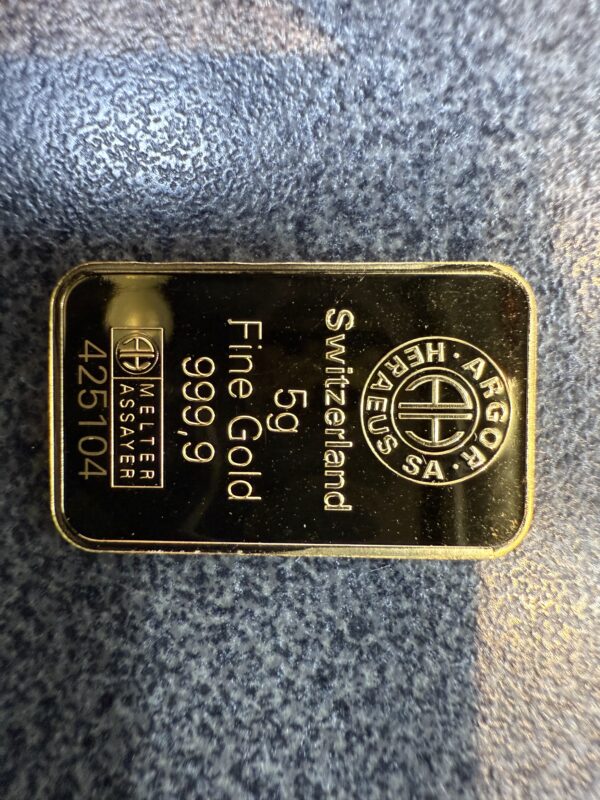 ARGOR · HERAEUS SA ·
Switzerland
5g
Fine Gold
999,9
MELTER
ASSAYER
425104